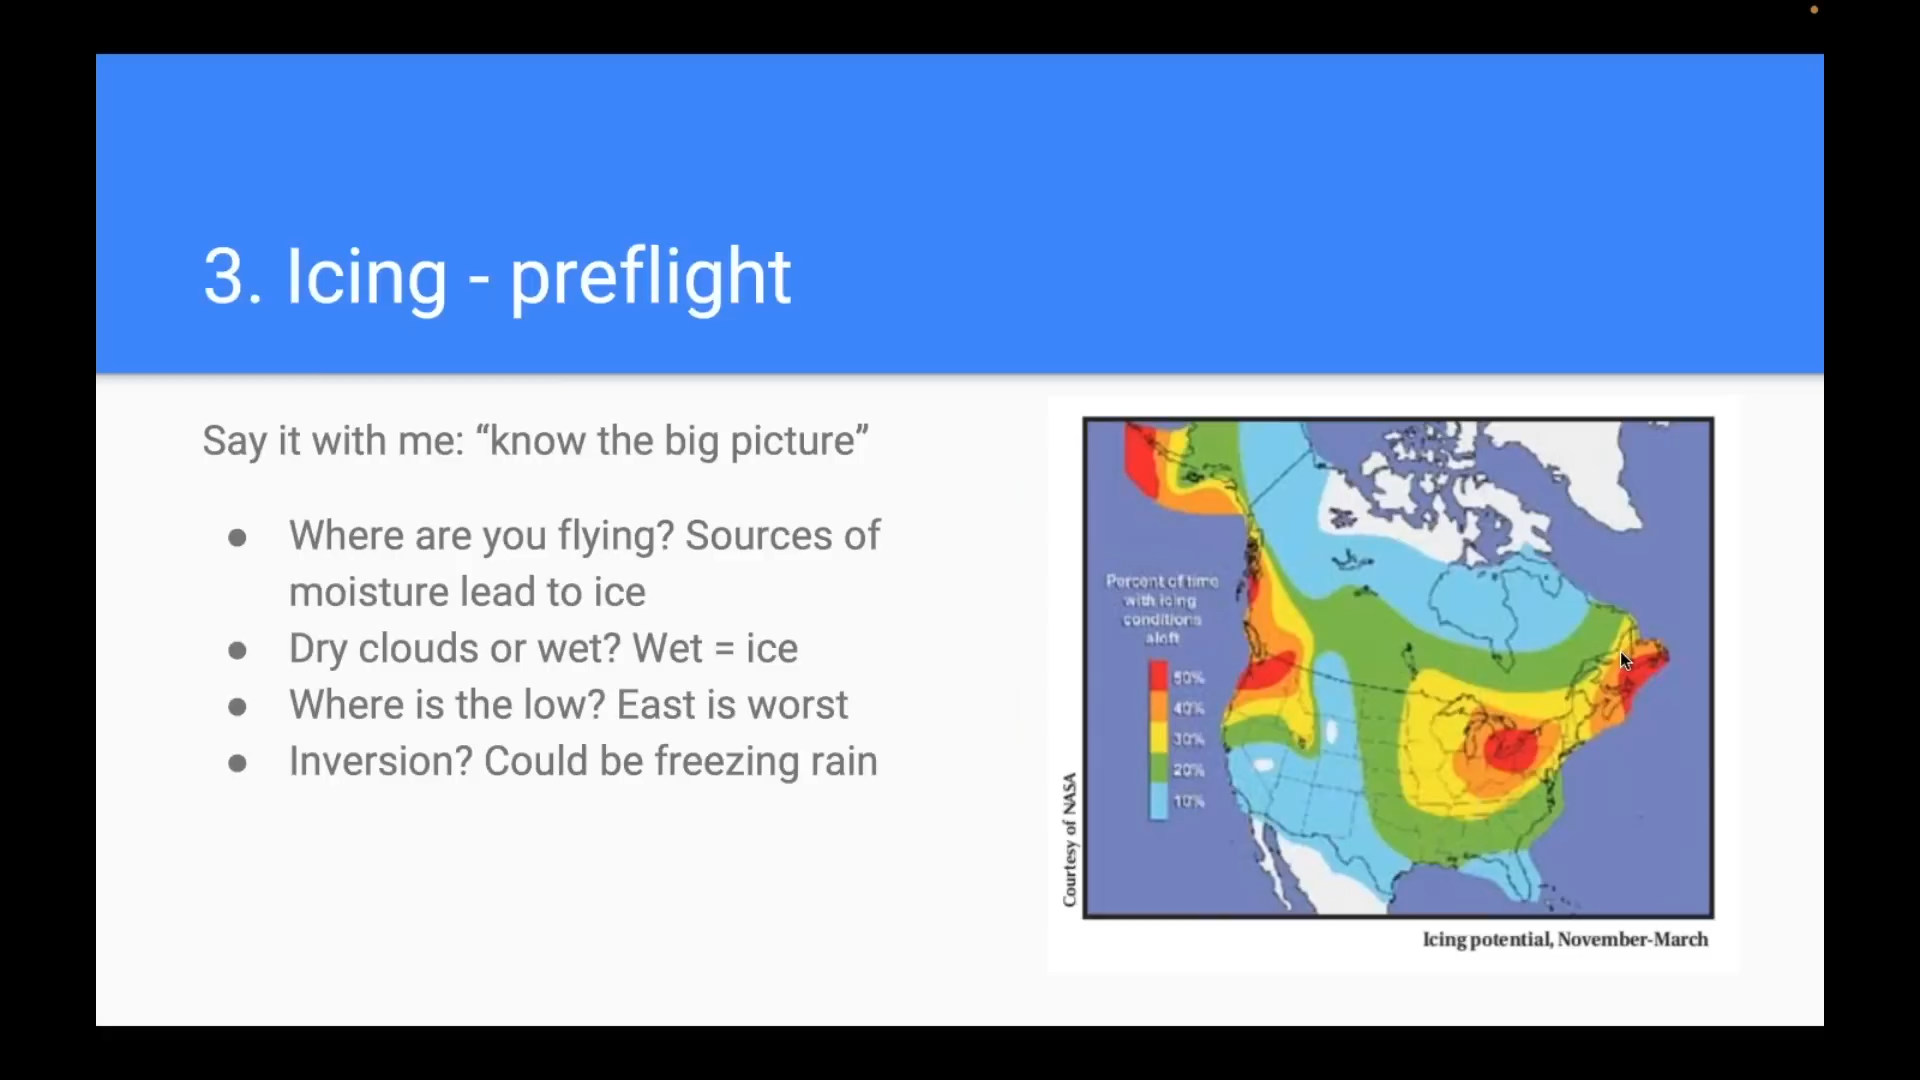 3. Icing - preflight
Say it with me: “know the big picture”
● Where are you flying? Sources of
moisture lead to ice
● Dry clouds or wet? Wet = ice
● Where is the low? East is worst
● Inversion? Could be freezing rain
Percent of time
with icing
conditions
aloft
50%
40%
30%
20%
10%
Courtesy of NASA
Icing potential, November-March